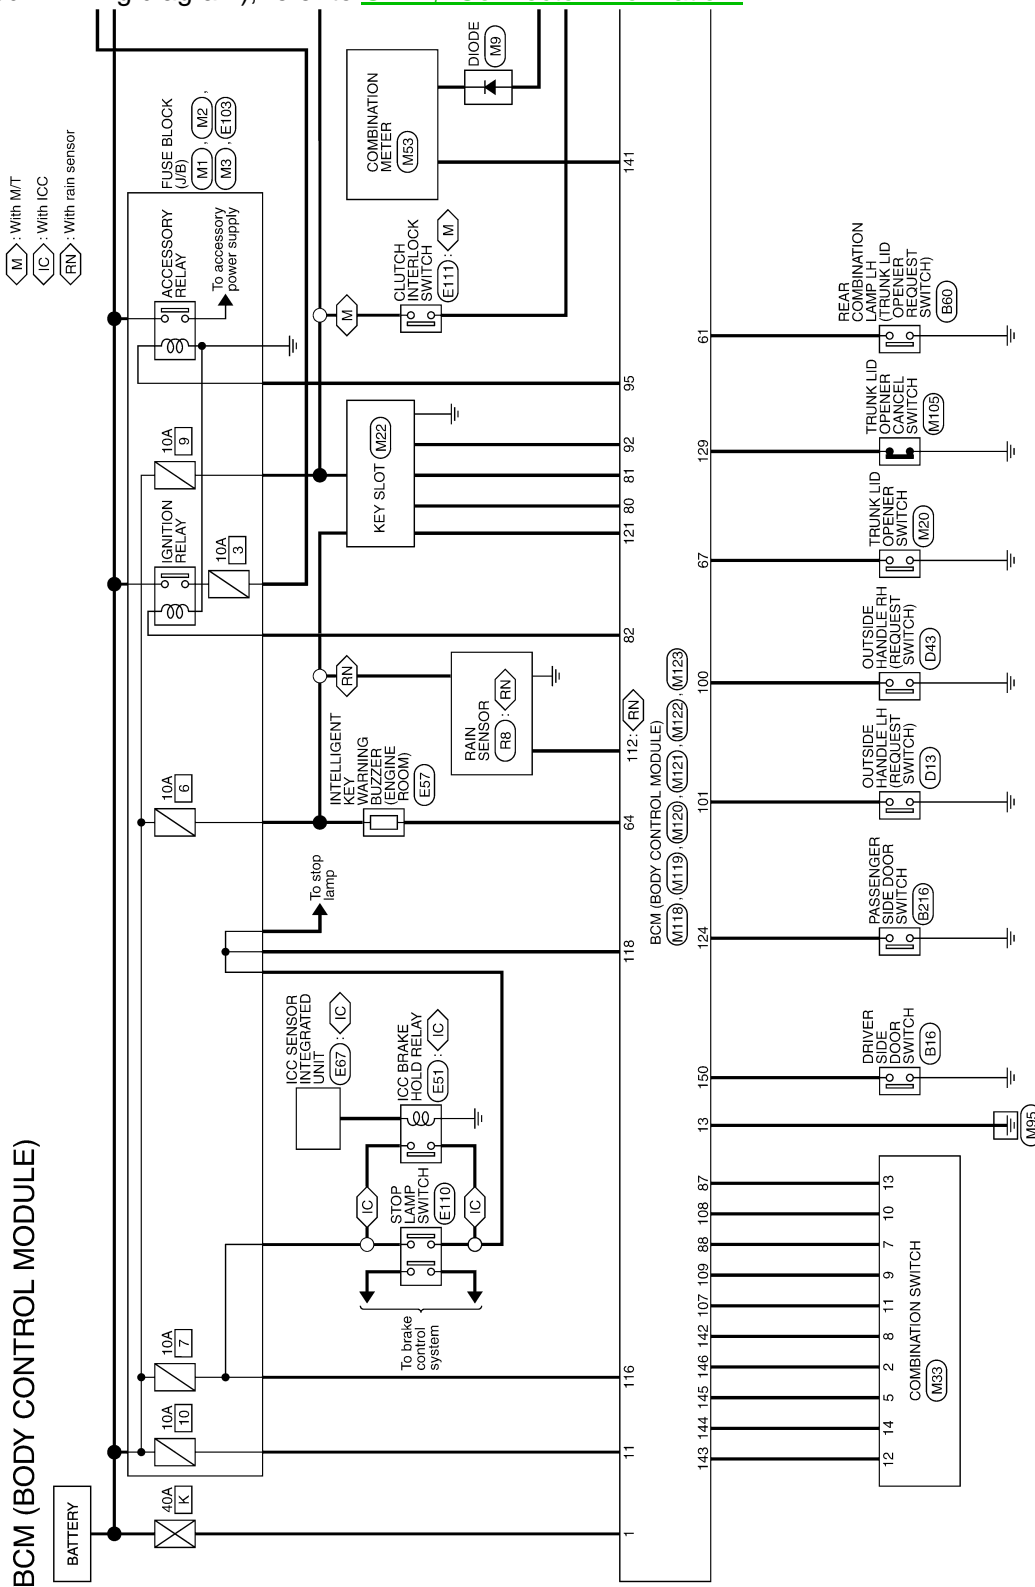 BCM (BODY CONTROL MODULE)
M : With M/T
IC : With ICC
RN : With rain sensor
BATTERY
40A
K
10A
10
10A
7
10A
6
IGNITION
RELAY
10A
3
10A
9
ACCESSORY
RELAY
To accessory
power supply
FUSE BLOCK
(J/B)
M1 , M2 ,
M3 , E103
To brake
control
system
STOP
LAMP
SWITCH
E110
IC
IC
ICC SENSOR
INTEGRATED
UNIT
E67 : IC
ICC BRAKE
HOLD RELAY
E51 : IC
To stop
lamp
INTELLIGENT
KEY
WARNING
BUZZER
(ENGINE
ROOM)
E57
RN
RAIN
SENSOR
R8 : RN
KEY SLOT M22
M
CLUTCH
INTERLOCK
SWITCH
E111 : M
COMBINATION
METER
M53
DIODE
M9
1
11
116
118
64
112 : RN
82
121
80
81
92
95
141
BCM (BODY CONTROL MODULE)
M118 , M119 , M120 , M121 , M122 , M123
143
144
145
146
142
107
109
88
108
87
13
150
124
101
100
67
129
61
12
14
5
2
8
11
9
7
10
13
COMBINATION SWITCH
M33
M95
DRIVER
SIDE
DOOR
SWITCH
B16
PASSENGER
SIDE DOOR
SWITCH
B216
OUTSIDE
HANDLE LH
(REQUEST
SWITCH)
D13
OUTSIDE
HANDLE RH
(REQUEST
SWITCH)
D43
TRUNK LID
OPENER
SWITCH
M20
TRUNK LID
OPENER
CANCEL
SWITCH
M105
REAR
COMBINATION
LAMP LH
(TRUNK LID
OPENER
REQUEST
SWITCH)
B60